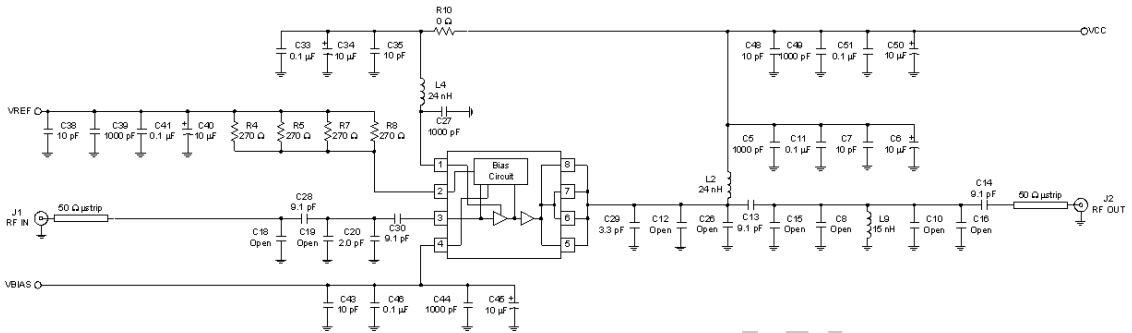 R10
0 Ω
C33
0.1 µF
C34
10 µF
C35
10 pF
C48
10 pF
C49
1000 pF
C51
0.1 µF
C50
10 µF
VCC
L4
24 nH
VREF
C38
10 pF
C39
1000 pF
C41
0.1 µF
C40
10 µF
R4
270 Ω
R5
270 Ω
R7
270 Ω
R8
270 Ω
C27
1000 pF
C5
1000 pF
C11
0.1 µF
C7
10 pF
C6
10 µF
1
2
3
4
Bias
Circuit
8
7
6
5
L2
24 nH
J1
RF IN
50 Ω µstrip
C28
9.1 pF
C18
Open
C19
Open
C20
2.0 pF
C30
9.1 pF
C29
3.3 pF
C12
Open
C26
Open
C13
9.1 pF
C15
Open
C8
Open
L9
15 nH
C10
Open
C16
Open
C14
9.1 pF
50 Ω µstrip
J2
RF OUT
VBIAS
C43
10 pF
C46
0.1 µF
C44
1000 pF
C45
10 µF